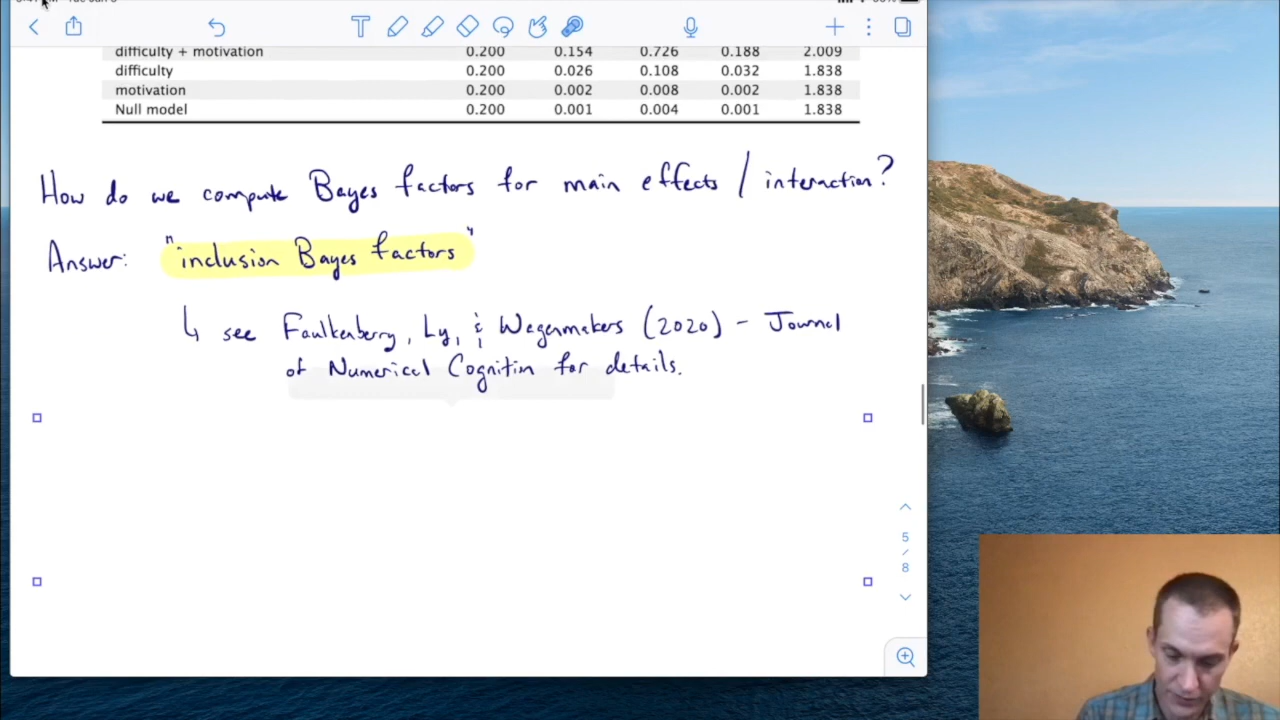 difficulty + motivation 0.200 0.154 0.726 0.188 2.009
difficulty 0.200 0.026 0.108 0.032 1.838
motivation 0.200 0.002 0.008 0.002 1.838
Null model 0.200 0.001 0.004 0.001 1.838
How do we compute Bayes factors for main effects / interaction?
Answer: "inclusion Bayes factors"
↳ see Faulkenberry, Ly, & Wagenmakers (2020) - Journal
of Numerical Cognition for details.
5
/
8